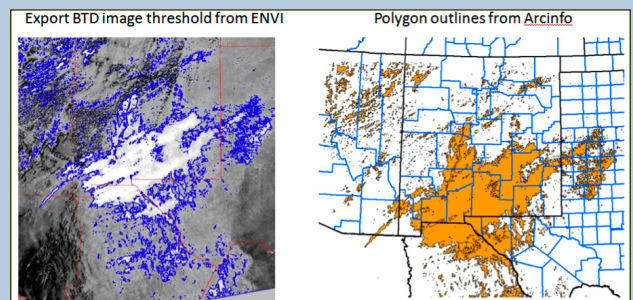 Export BTD image threshold from ENVI
Polygon outlines from Arcinfo